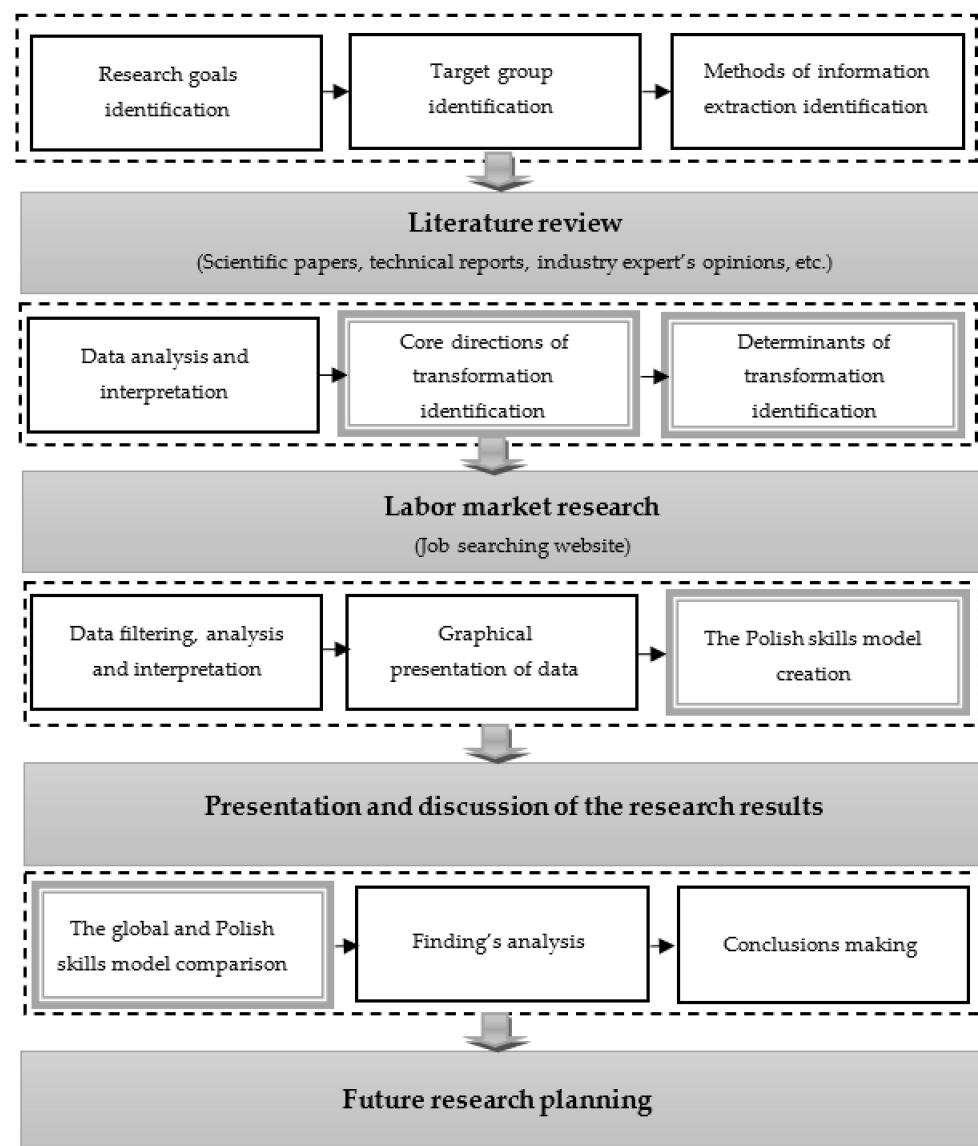 Research goals
identification
Target group
identification
Methods of information
extraction identification
Literature review
(Scientific papers, technical reports, industry expert's opinions, etc.)
Data analysis and
interpretation
Core directions of
transformation
identification
Determinants of
transformation
identification
Labor market research
(Job searching website)
Data filtering, analysis
and interpretation
Graphical
presentation of data
The Polish skills model
creation
Presentation and discussion of the research results
The global and Polish
skills model comparison
Finding's analysis
Conclusions making
Future research planning